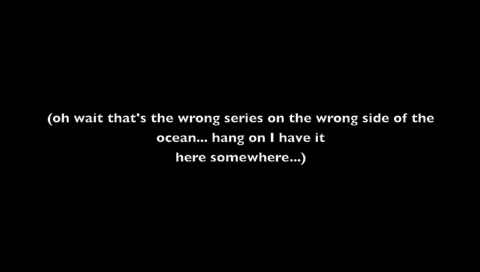 (oh wait that's the wrong series on the wrong side of the
ocean... hang on I have it
here somewhere...)